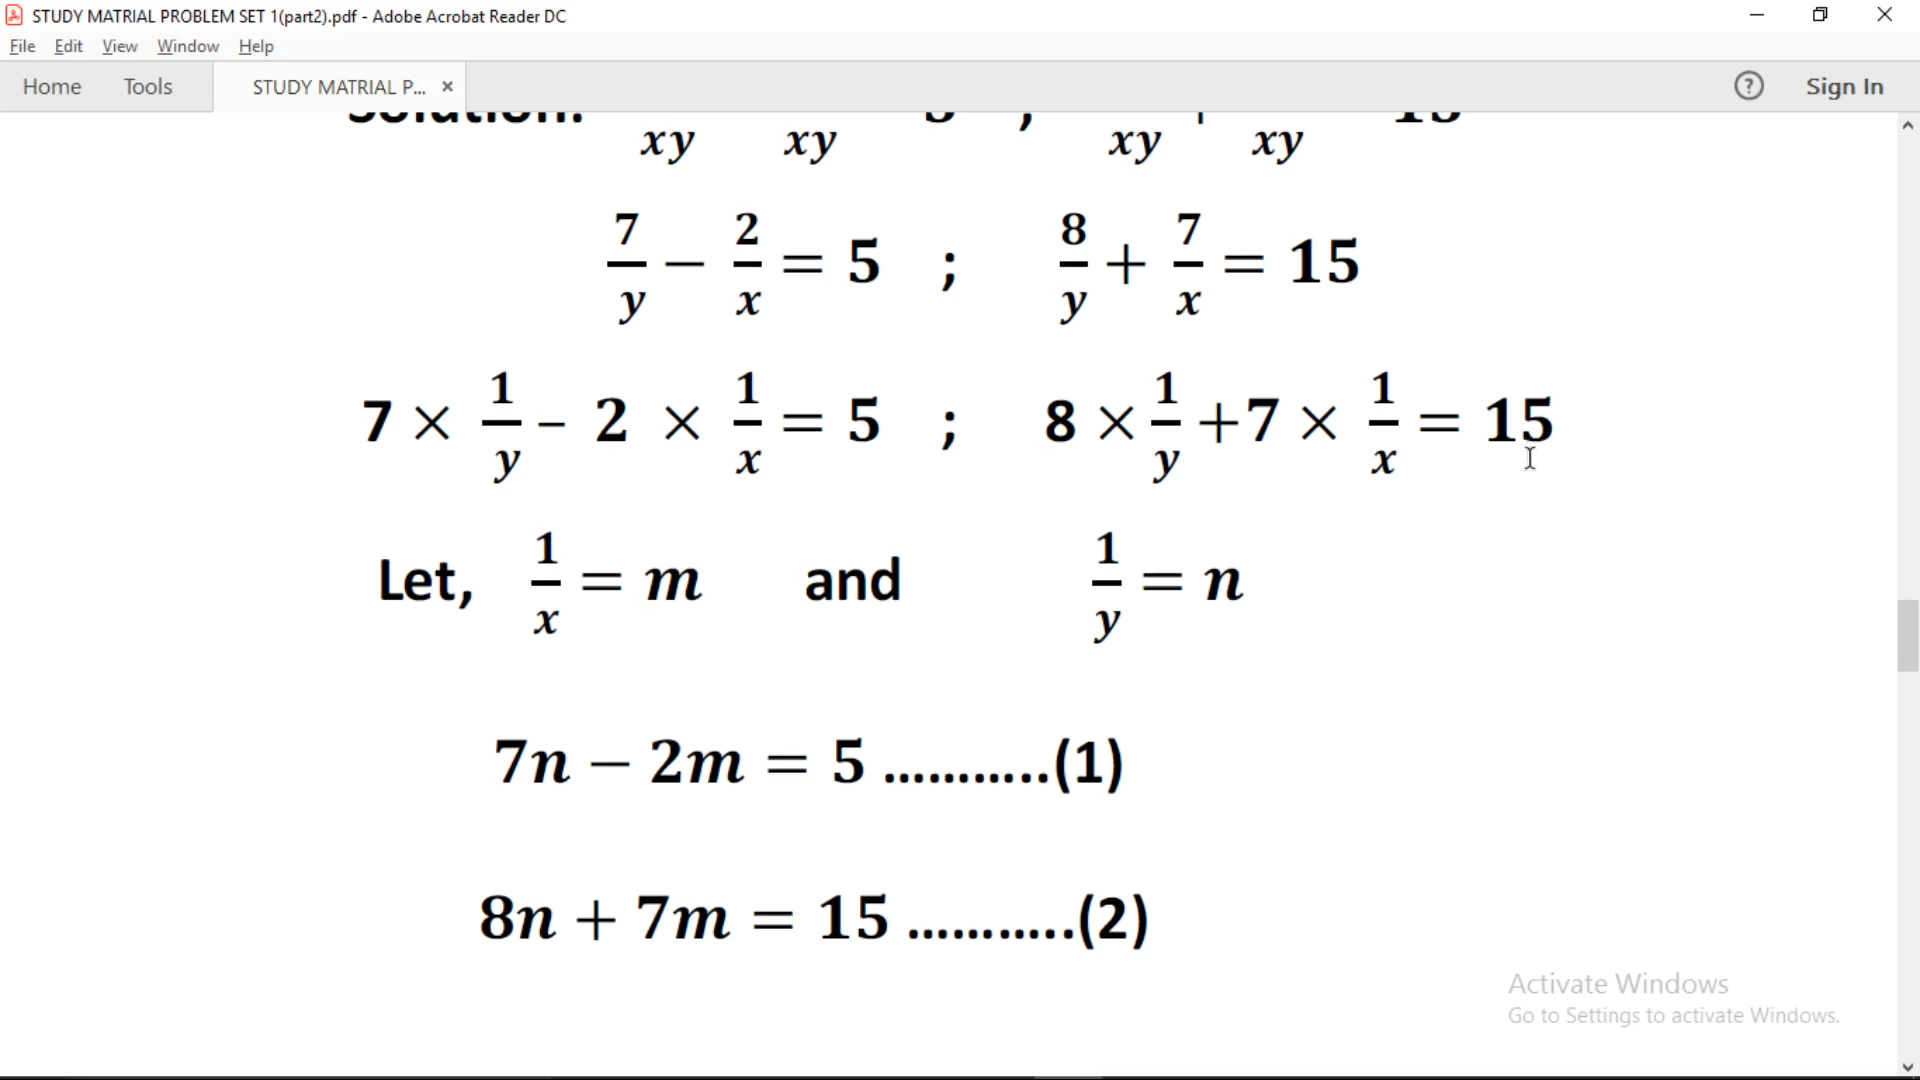 STUDY MATRIAL PROBLEM SET 1(part2).pdf - Adobe Acrobat Reader DC
File Edit View Window Help
Home Tools STUDY MATRIAL P... × ? Sign In
Solution: xy xy 5 ; xy + xy 15
7/y − 2/x = 5 ; 8/y + 7/x = 15
7 × 1/y − 2 × 1/x = 5 ; 8 × 1/y + 7 × 1/x = 15
Let, 1/x = m and 1/y = n
7n − 2m = 5 ...........(1)
8n + 7m = 15 ...........(2)
Activate Windows
Go to Settings to activate Windows.